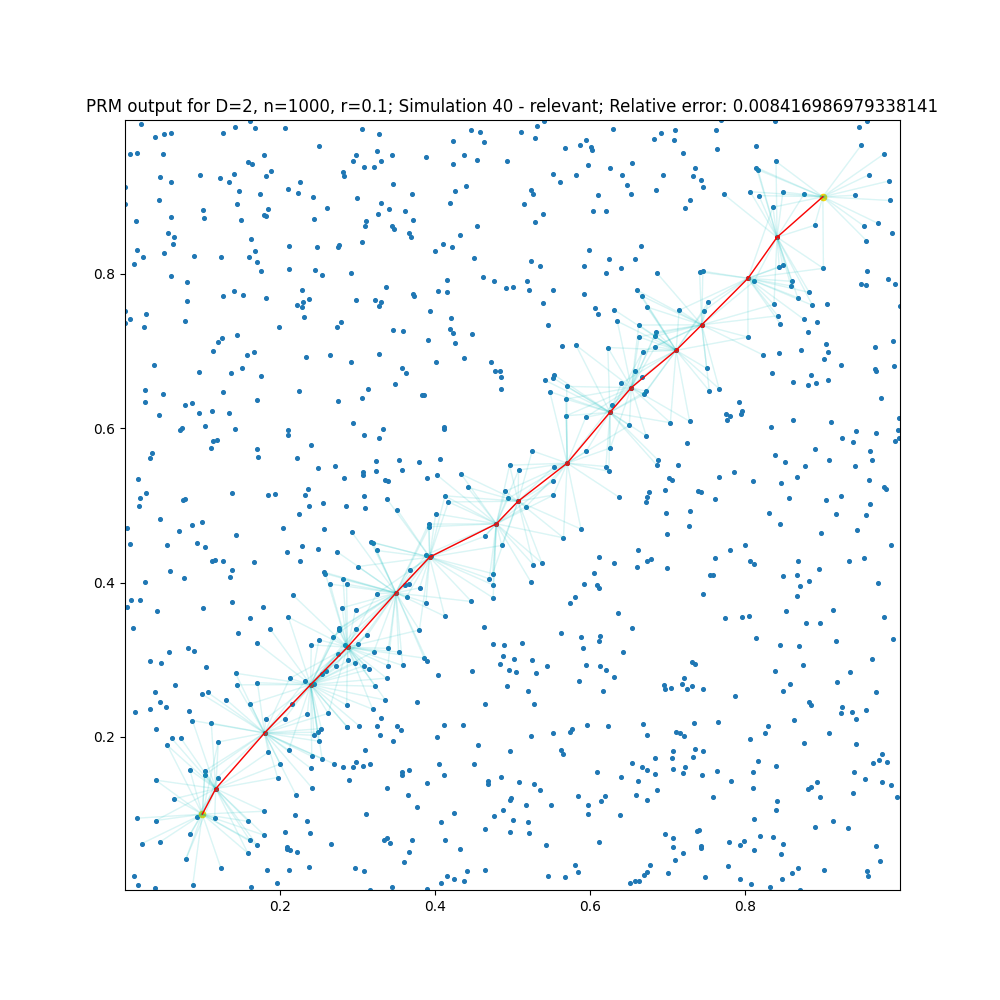 PRM output for D=2, n=1000, r=0.1; Simulation 40 - relevant; Relative error: 0.008416986979338141
0.8
0.6
0.4
0.2
0.2 0.4 0.6 0.8